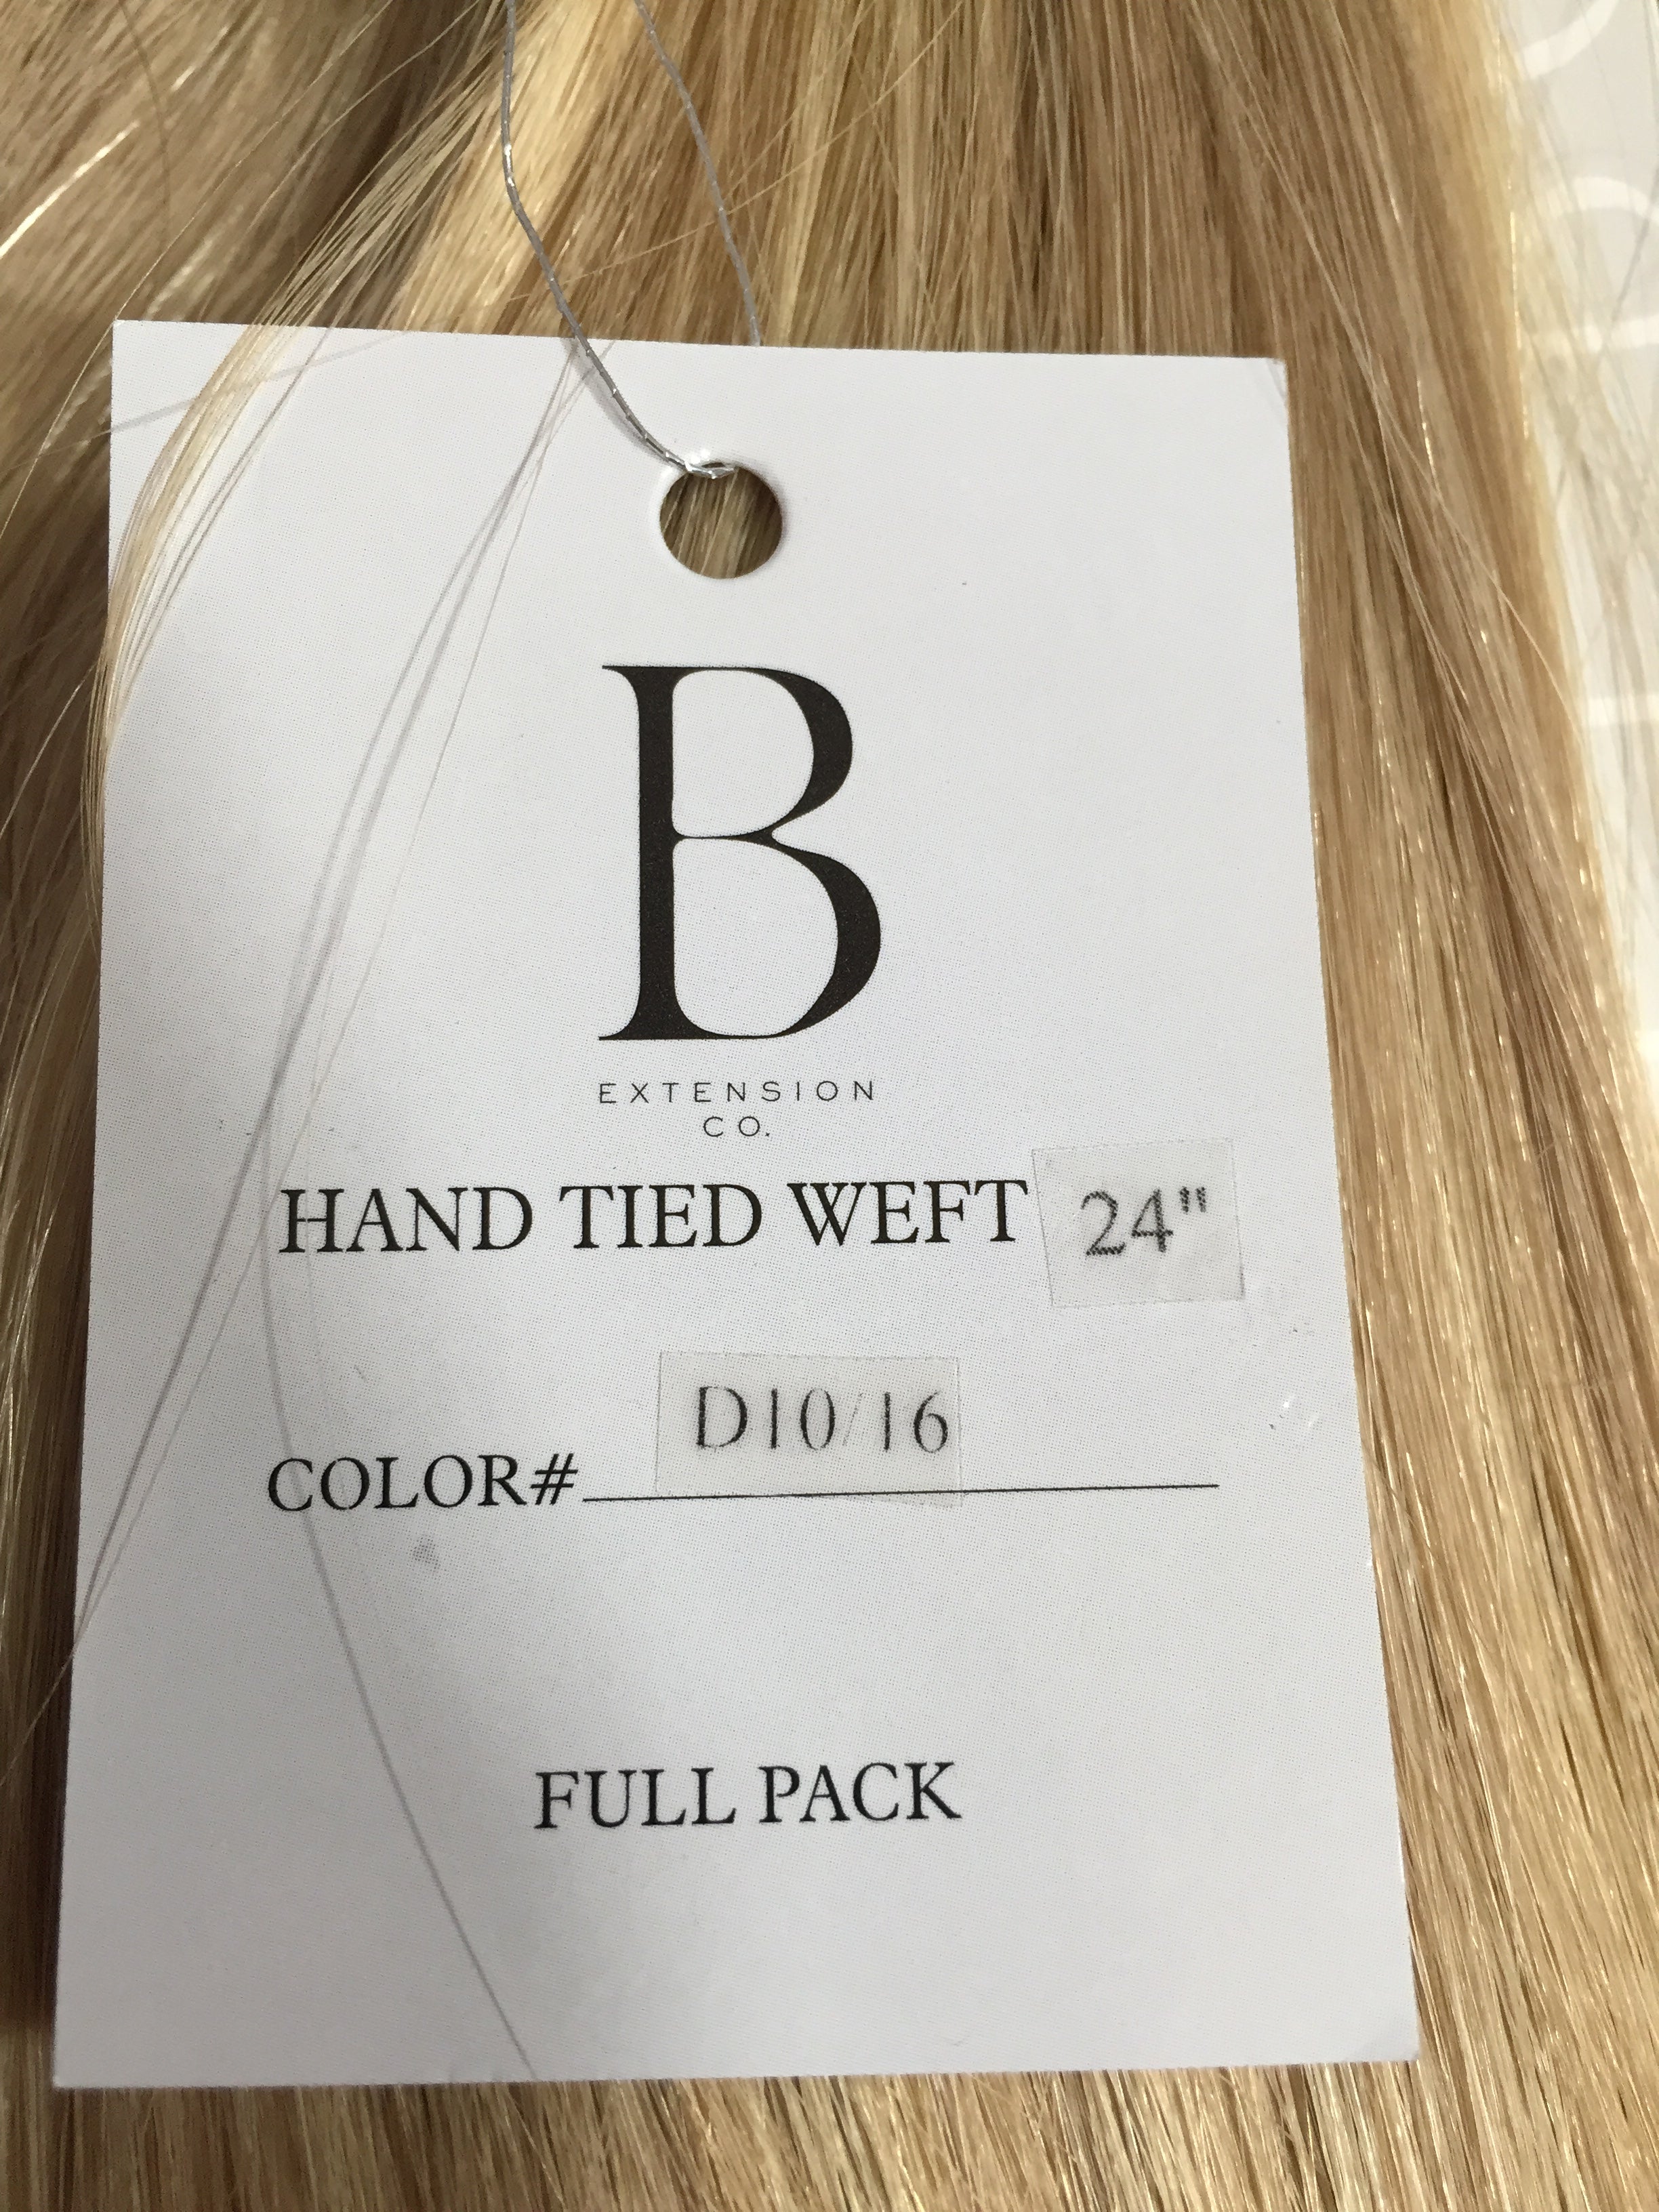 B
EXTENSION
CO.
HAND TIED WEFT 24"
D10/16
COLOR#
FULL PACK